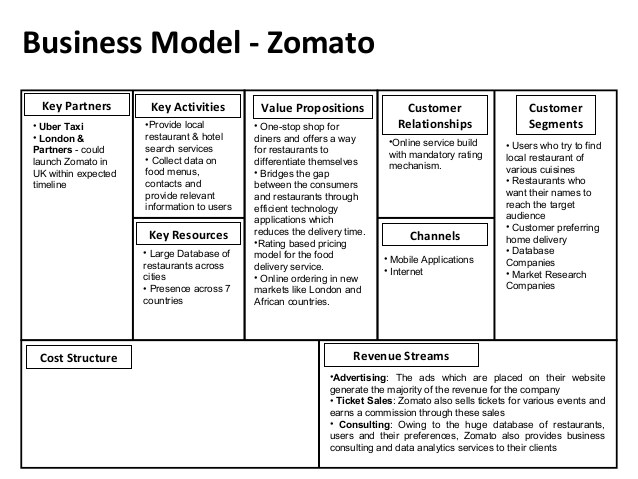 Business Model - Zomato
Key Partners
• Uber Taxi
• London &
Partners - could
launch Zomato in
UK within expected
timeline
Key Activities
•Provide local
restaurant & hotel
search services
• Collect data on
food menus,
contacts and
provide relevant
information to users
Key Resources
• Large Database of
restaurants across
cities
• Presence across 7
countries
Value Propositions
• One-stop shop for
diners and offers a way
for restaurants to
differentiate themselves
• Bridges the gap
between the consumers
and restaurants through
efficient technology
applications which
reduces the delivery time.
•Rating based pricing
model for the food
delivery service.
• Online ordering in new
markets like London and
African countries.
Customer
Relationships
•Online service build
with mandatory rating
mechanism.
Channels
• Mobile Applications
• Internet
Customer
Segments
• Users who try to find
local restaurant of
various cuisines
• Restaurants who
want their names to
reach the target
audience
• Customer preferring
home delivery
• Database
Companies
• Market Research
Companies
Cost Structure
Revenue Streams
•Advertising: The ads which are placed on their website
generate the majority of the revenue for the company
• Ticket Sales: Zomato also sells tickets for various events and
earns a commission through these sales
• Consulting: Owing to the huge database of restaurants,
users and their preferences, Zomato also provides business
consulting and data analytics services to their clients